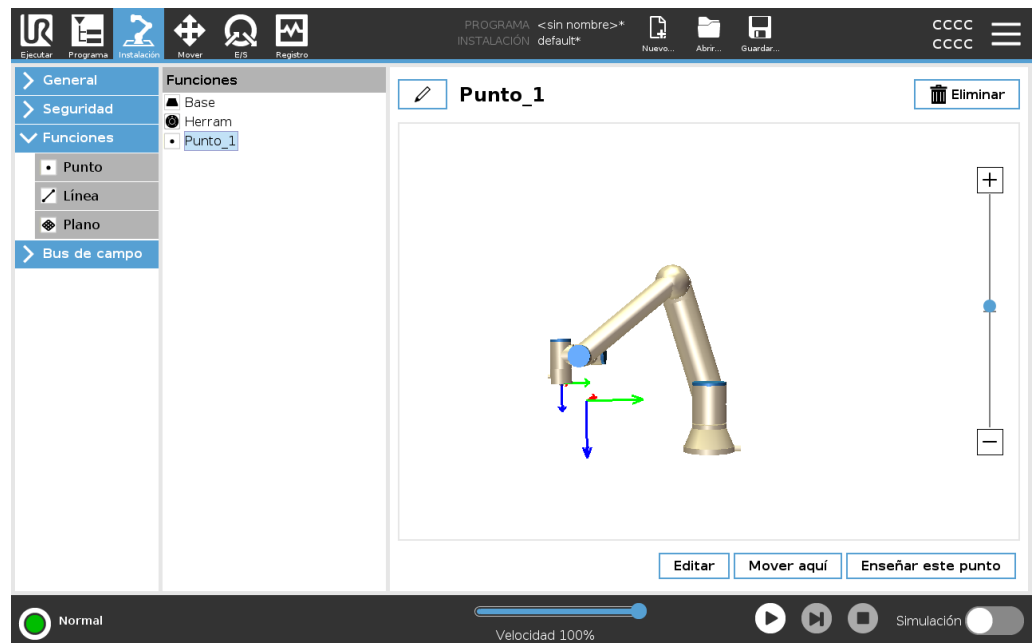 UR
Ejecutar
Programa
Instalación
Mover
E/S
Registro
PROGRAMA <sin nombre>*
INSTALACIÓN default*
Nuevo...
Abrir...
Guardar...
CCCC
CCCC
General
Seguridad
Funciones
Punto
Línea
Plano
Bus de campo
Funciones
Base
Herram
Punto_1
Punto_1
Eliminar
Editar
Mover aquí
Enseñar este punto
Normal
Velocidad 100%
Simulación